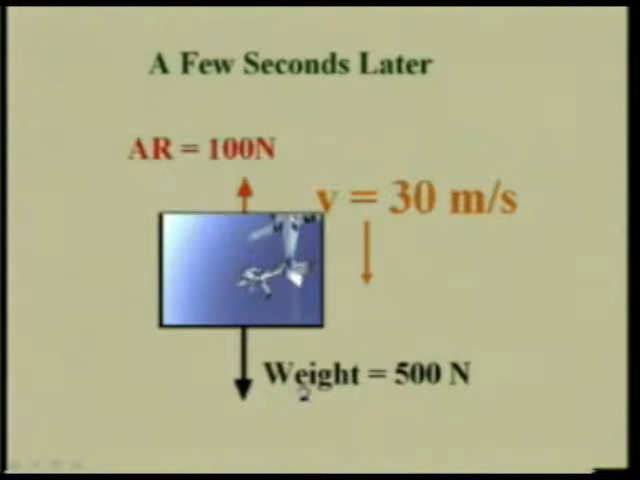 A Few Seconds Later
AR = 100N
v = 30 m/s
Weight = 500 N